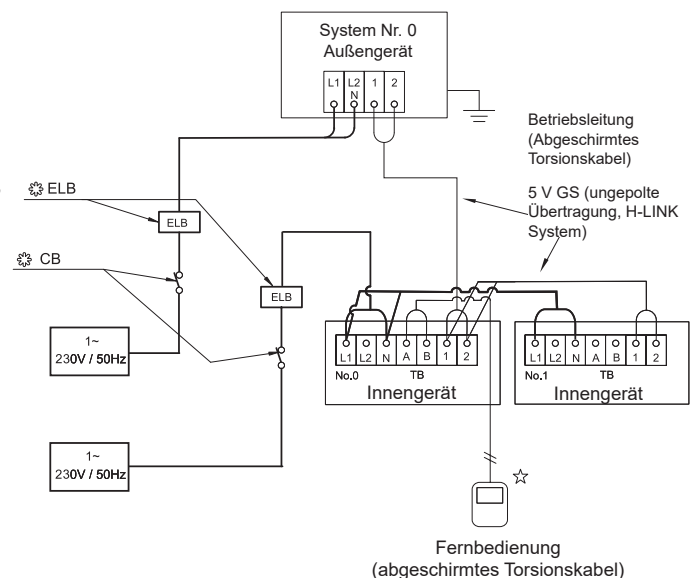 System Nr. 0
Außengerät
L1 L2 1 2
N
Betriebsleitung
(Abgeschirmtes
Torsionskabel)
5 V GS (ungepolte
Übertragung, H-LINK
System)
ELB
ELB
CB
ELB
1~
230V / 50Hz
L1 L2 N A B 1 2
No.0 TB
Innengerät
L1 L2 N A B 1 2
No.1 TB
Innengerät
1~
230V / 50Hz
Fernbedienung
(abgeschirmtes Torsionskabel)